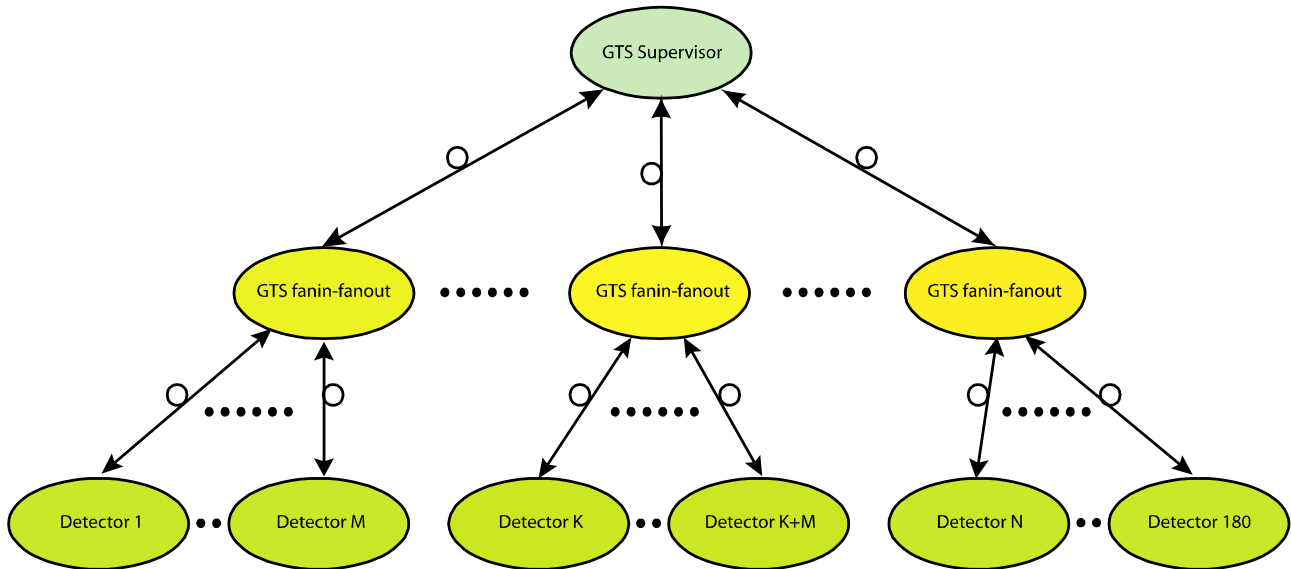 GTS Supervisor
GTS fanin-fanout
GTS fanin-fanout
GTS fanin-fanout
Detector 1
Detector M
Detector K
Detector K+M
Detector N
Detector 180